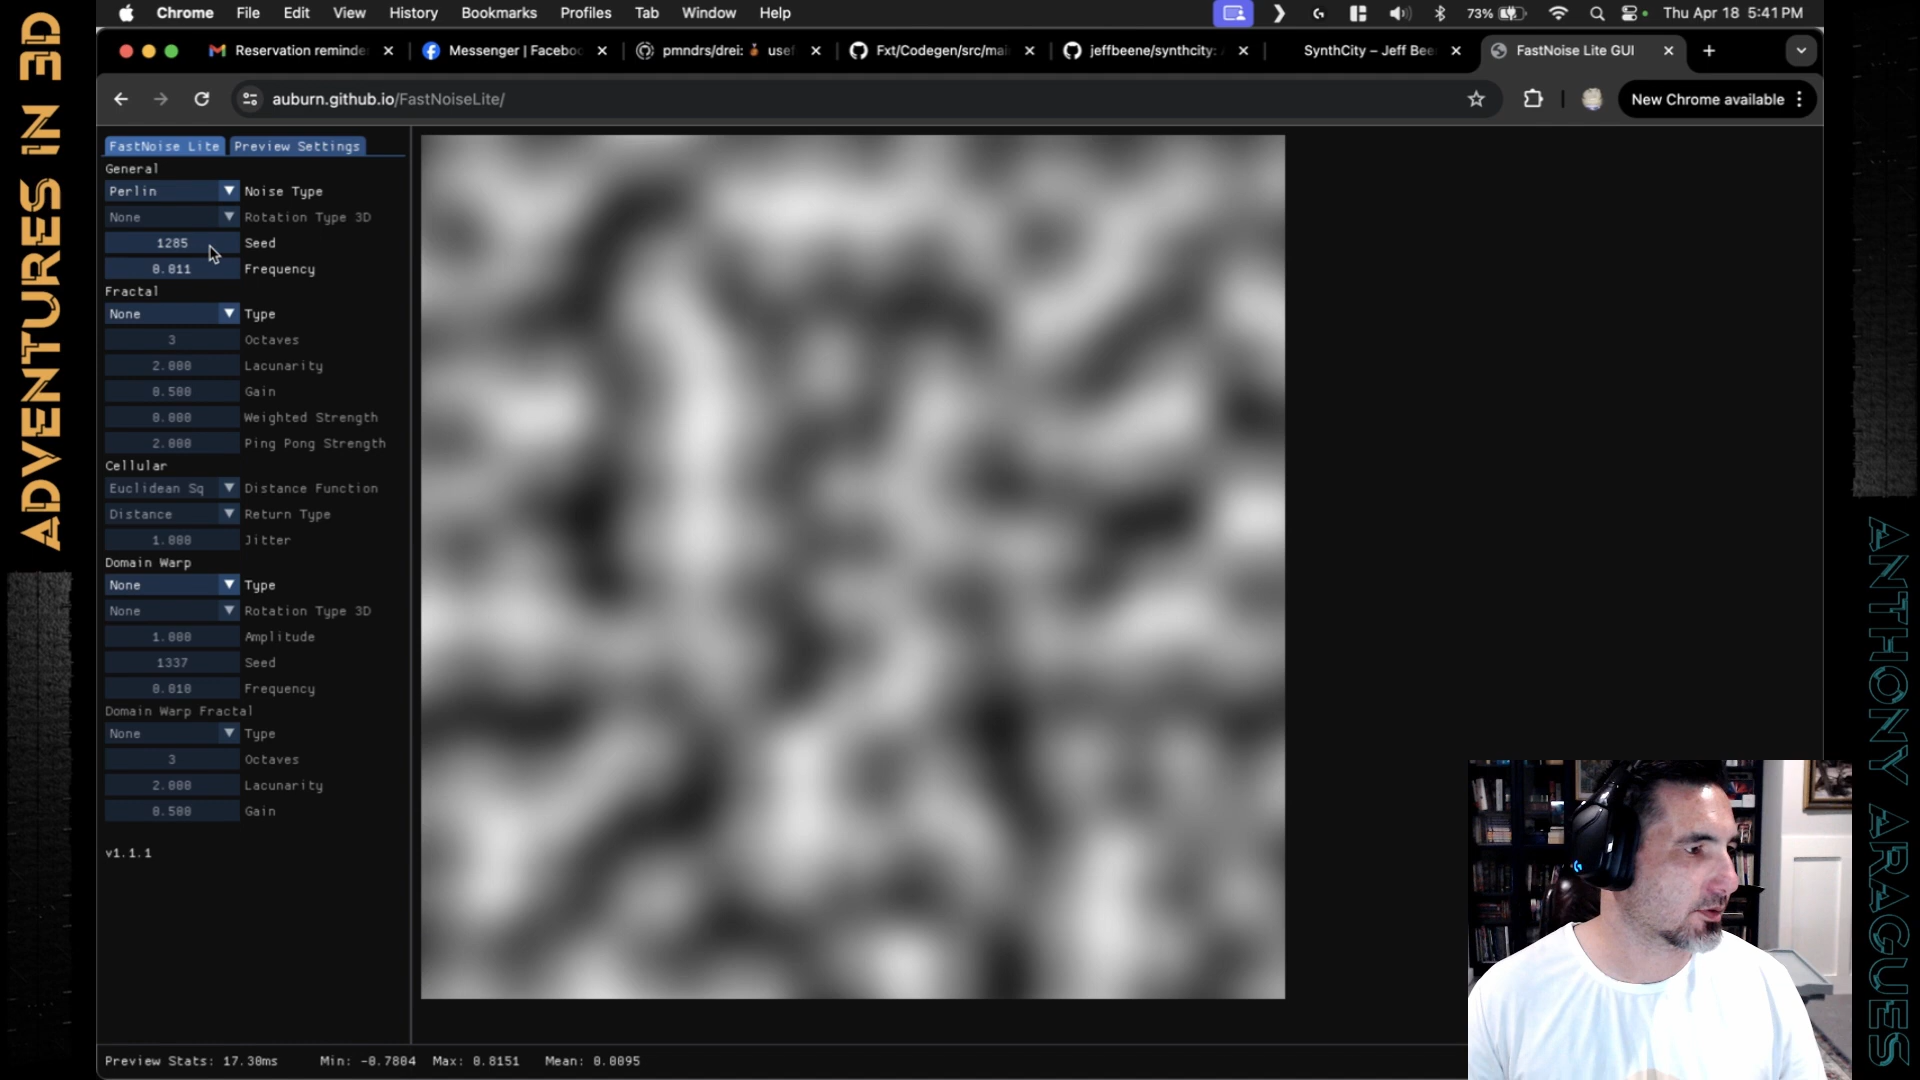 ADVENTURES IN 3D
Chrome File Edit View History Bookmarks Profiles Tab Window Help 73% Thu Apr 18 5:41 PM
Reservation reminde Messenger | Facebo pmndrs/drei: usef Fxt/Codegen/src/mai jeffbeene/synthcity: SynthCity – Jeff Bee FastNoise Lite GUI
auburn.github.io/FastNoiseLite/ New Chrome available
FastNoise Lite Preview Settings
General
Perlin Noise Type
None Rotation Type 3D
1285 Seed
0.011 Frequency
Fractal
None Type
3 Octaves
2.000 Lacunarity
0.500 Gain
0.000 Weighted Strength
2.000 Ping Pong Strength
Cellular
Euclidean Sq Distance Function
Distance Return Type
1.000 Jitter
Domain Warp
None Type
None Rotation Type 3D
1.000 Amplitude
1337 Seed
0.010 Frequency
Domain Warp Fractal
None Type
3 Octaves
2.000 Lacunarity
0.500 Gain
v1.1.1
Preview Stats: 17.30ms Min: -0.7804 Max: 0.8151 Mean: 0.0095
ANTHONY ARAGUES